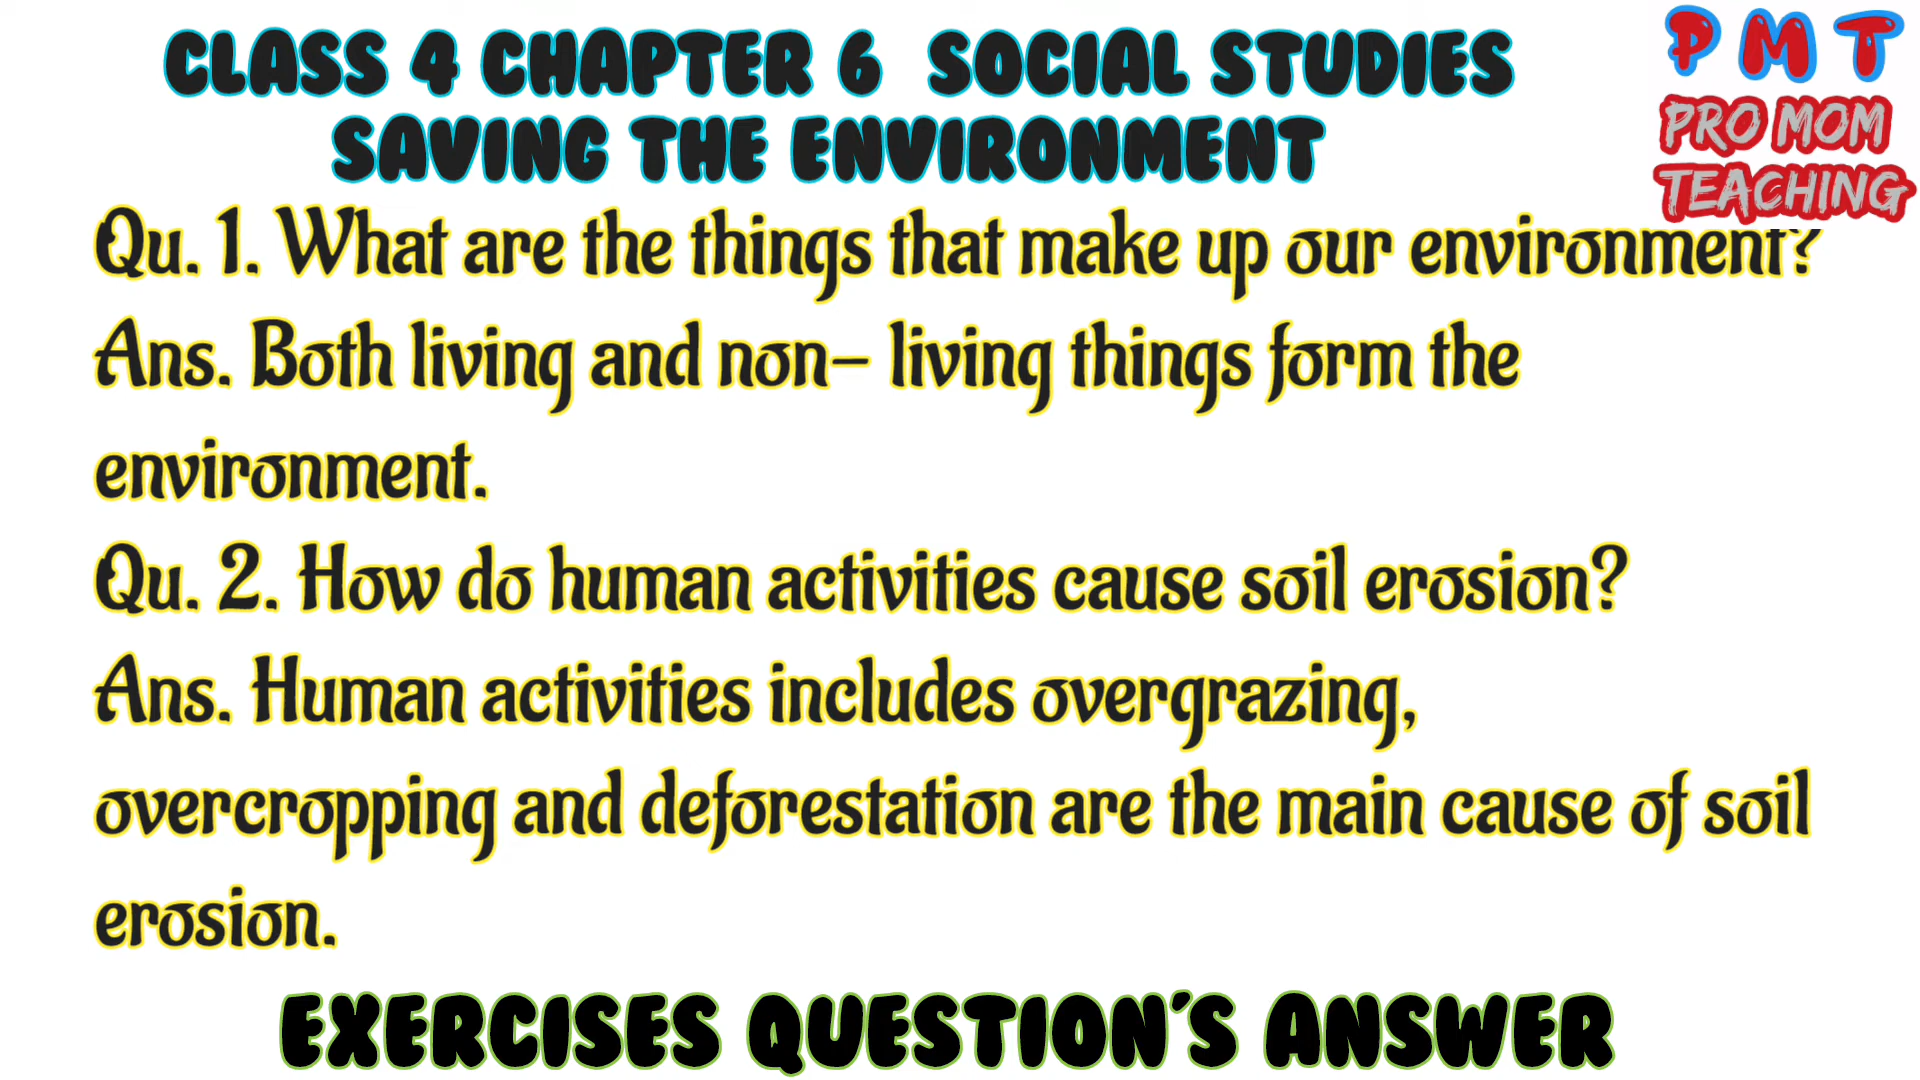 CLASS 4 CHAPTER 6 SOCIAL STUDIES
SAVING THE ENVIRONMENT
P M T
PRO MOM
TEACHING
Qu. 1. What are the things that make up our environment?
Ans. Both living and non– living things form the
environment.
Qu. 2. How do human activities cause soil erosion?
Ans. Human activities includes overgrazing,
overcropping and deforestation are the main cause of soil
erosion.
EXERCISES QUESTION'S ANSWER